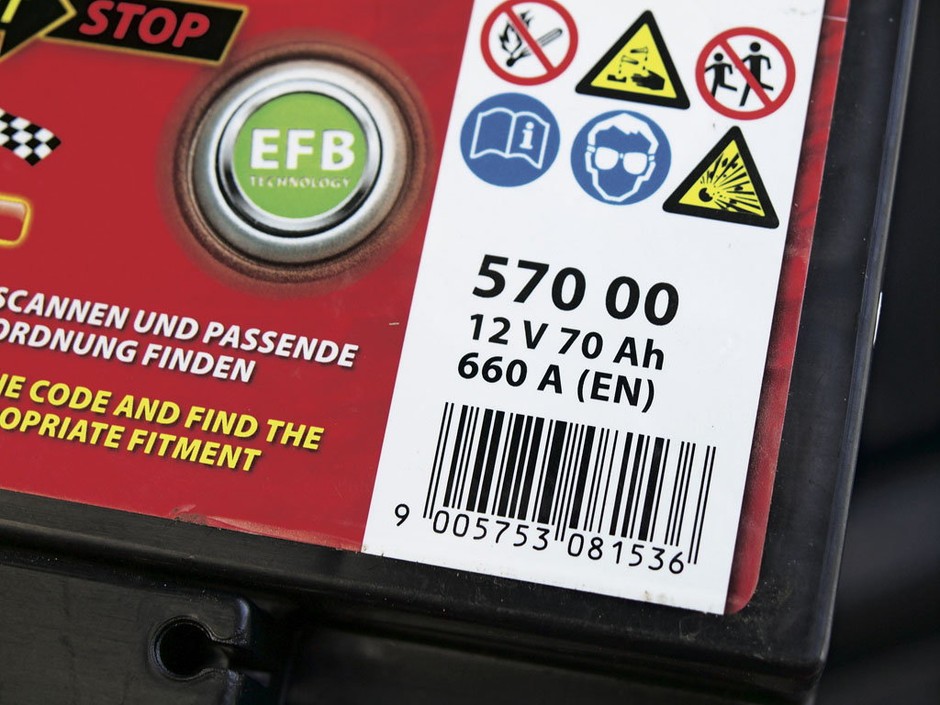 STOP
EFB
TECHNOLOGY
SCANNEN UND PASSENDE
ORDNUNG FINDEN
CODE AND FIND THE
OPRIATE FITMENT
i
570 00
12 V 70 Ah
660 A (EN)
9 005753 081536